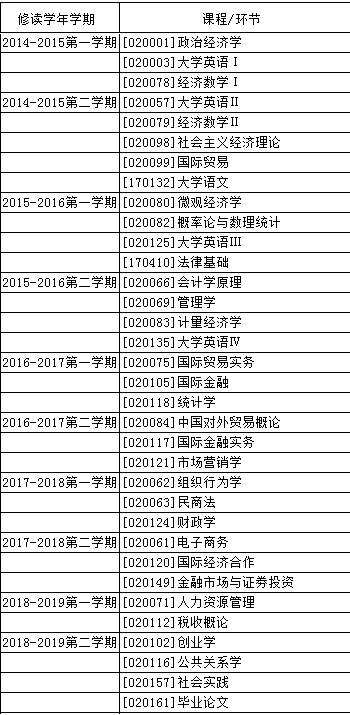 修读学年学期 课程/环节
2014-2015第一学期 [020001]政治经济学
[020003]大学英语Ⅰ
[020078]经济数学Ⅰ
2014-2015第二学期 [020057]大学英语Ⅱ
[020079]经济数学Ⅱ
[020098]社会主义经济理论
[020099]国际贸易
[170132]大学语文
2015-2016第一学期 [020080]微观经济学
[020082]概率论与数理统计
[020125]大学英语Ⅲ
[170410]法律基础
2015-2016第二学期 [020066]会计学原理
[020069]管理学
[020083]计量经济学
[020135]大学英语Ⅳ
2016-2017第一学期 [020075]国际贸易实务
[020105]国际金融
[020118]统计学
2016-2017第二学期 [020084]中国对外贸易概论
[020117]国际金融实务
[020121]市场营销学
2017-2018第一学期 [020062]组织行为学
[020063]民商法
[020124]财政学
2017-2018第二学期 [020061]电子商务
[020120]国际经济合作
[020149]金融市场与证券投资
2018-2019第一学期 [020071]人力资源管理
[020112]税收概论
2018-2019第二学期 [020102]创业学
[020116]公共关系学
[020157]社会实践
[020161]毕业论文